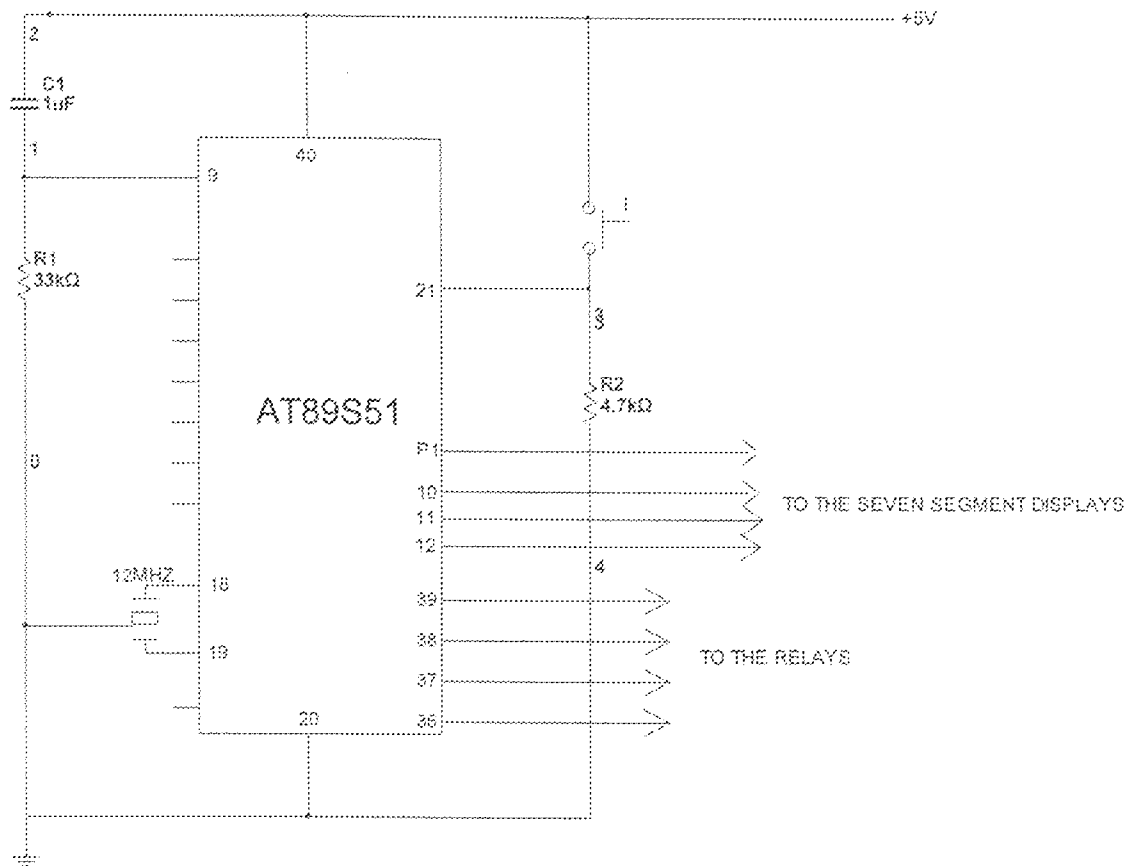 +5V
2
C1
1uF
1
40
9
R1
33kΩ
21
3
R2
4.7kΩ
AT89S51
P1
0
10
TO THE SEVEN SEGMENT DISPLAYS
11
12
4
12MHZ
18
39
38
19
TO THE RELAYS
37
20
36